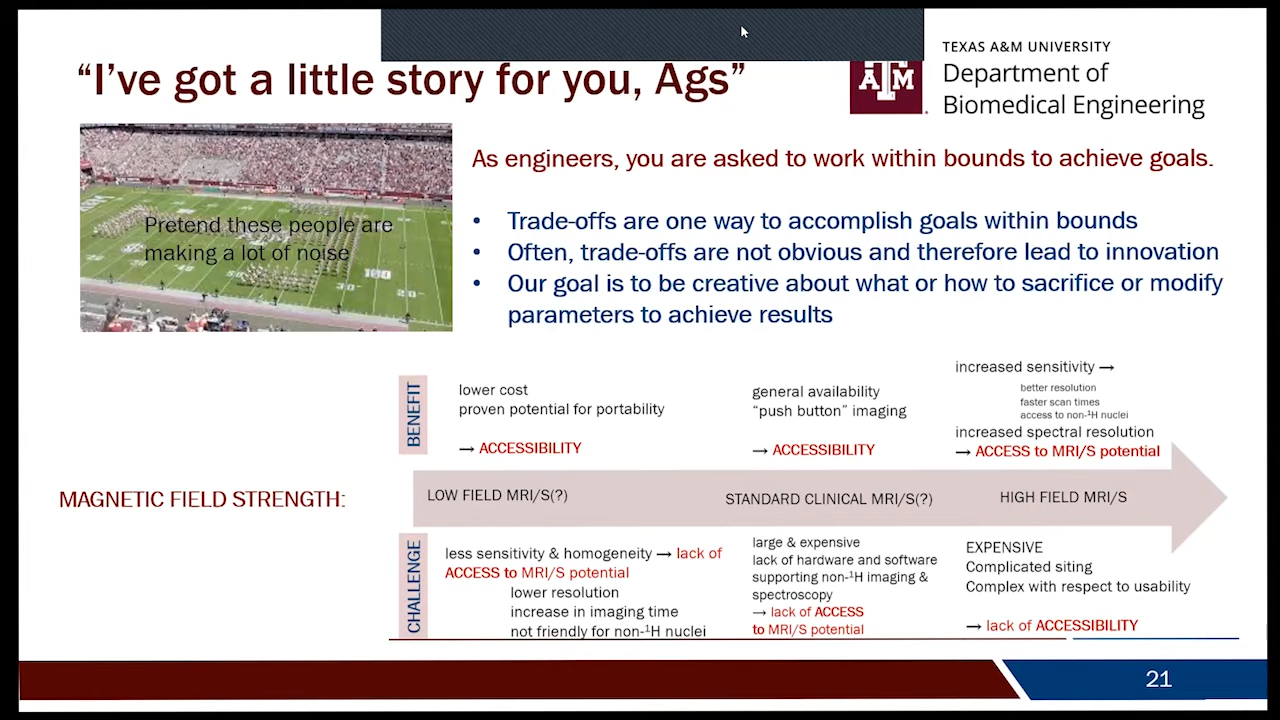 "I've got a little story for you, Ags"
TEXAS A&M UNIVERSITY
Department of
Biomedical Engineering
A|M
Pretend these people are
making a lot of noise
As engineers, you are asked to work within bounds to achieve goals.
• Trade-offs are one way to accomplish goals within bounds
• Often, trade-offs are not obvious and therefore lead to innovation
• Our goal is to be creative about what or how to sacrifice or modify
parameters to achieve results
BENEFIT
lower cost
proven potential for portability
→ ACCESSIBILITY
general availability
"push button" imaging
→ ACCESSIBILITY
increased sensitivity →
better resolution
faster scan times
access to non-¹H nuclei
increased spectral resolution
→ ACCESS to MRI/S potential
MAGNETIC FIELD STRENGTH:
LOW FIELD MRI/S(?)
STANDARD CLINICAL MRI/S(?)
HIGH FIELD MRI/S
CHALLENGE
less sensitivity & homogeneity → lack of
ACCESS to MRI/S potential
lower resolution
increase in imaging time
not friendly for non-¹H nuclei
large & expensive
lack of hardware and software
supporting non-¹H imaging &
spectroscopy
→ lack of ACCESS
to MRI/S potential
EXPENSIVE
Complicated siting
Complex with respect to usability
→ lack of ACCESSIBILITY
21